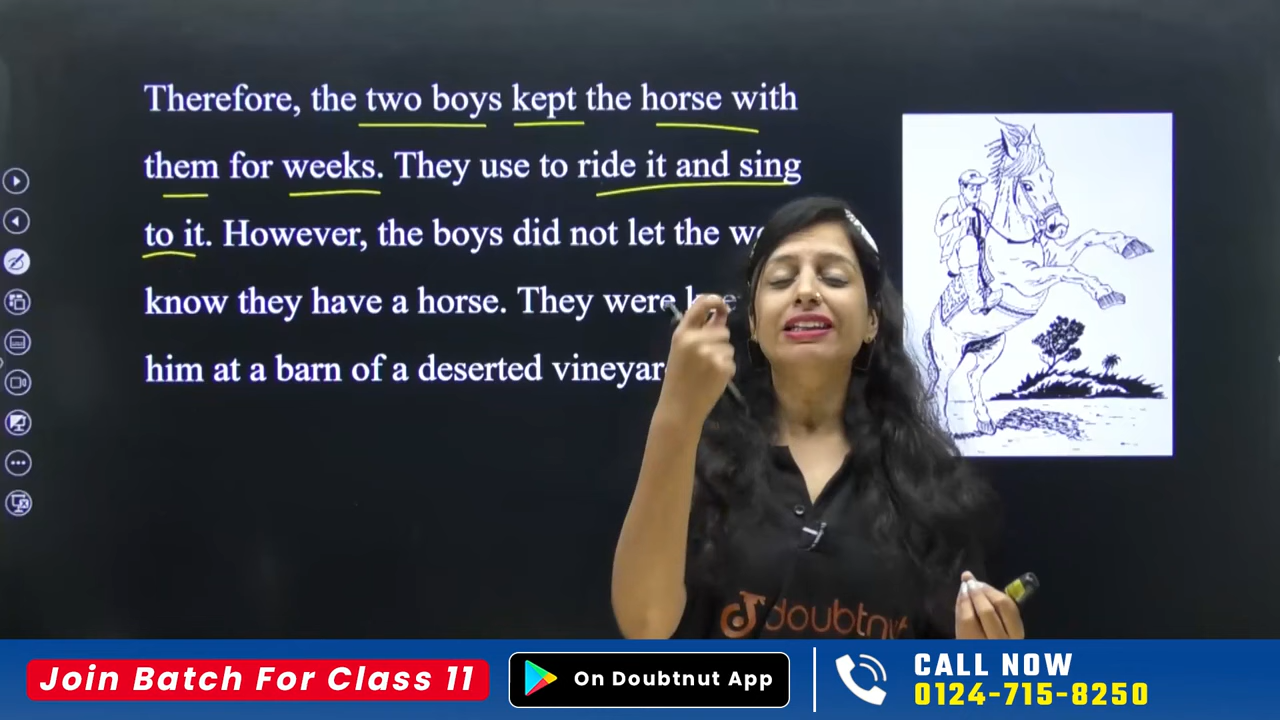 Therefore, the two boys kept the horse with
them for weeks. They use to ride it and sing
to it. However, the boys did not let the
know they have a horse. They were
him at a barn of a deserted
doubtnut
Join Batch For Class 11
On Doubtnut App
CALL NOW
0124-715-8250